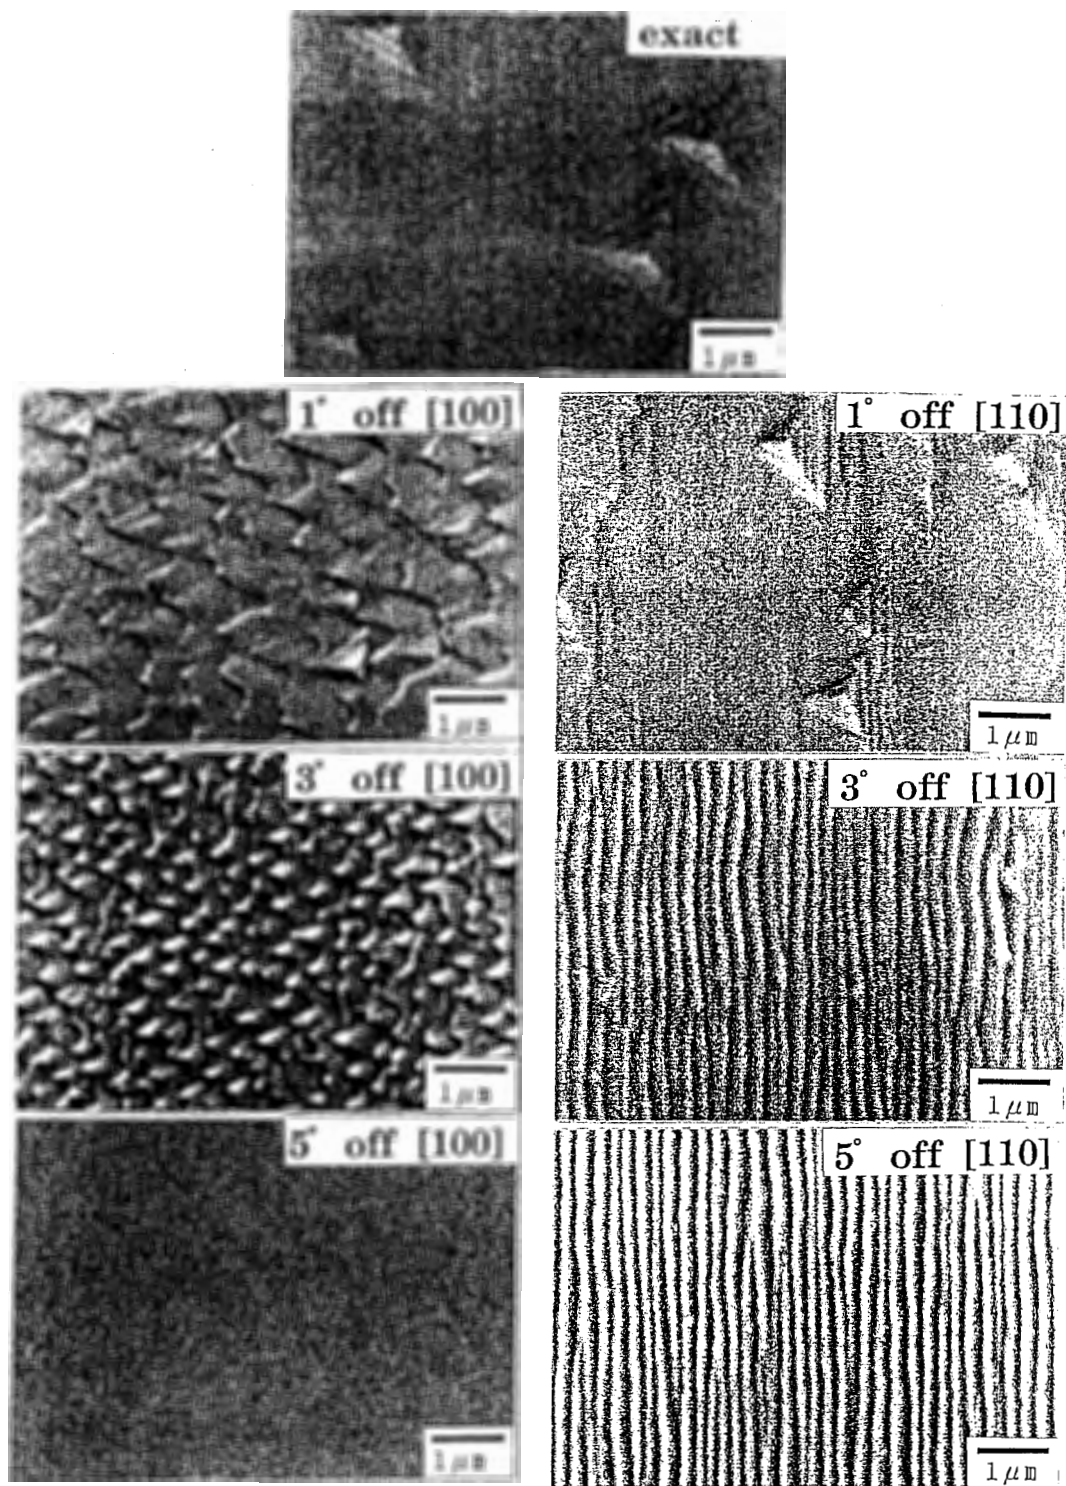 exact
1μm
1° off [100]
1μm
1° off [110]
1μm
3° off [100]
1μm
3° off [110]
1μm
5° off [100]
1μm
5° off [110]
1μm